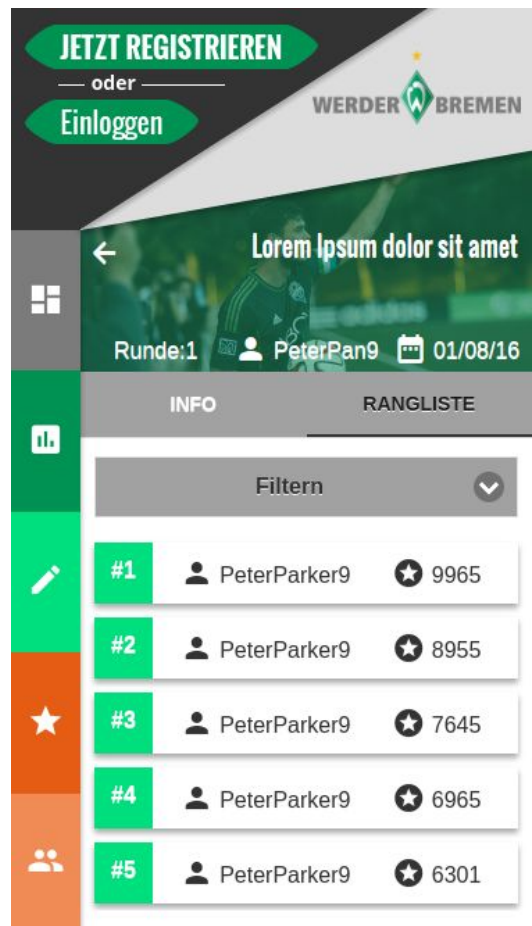 JETZT REGISTRIEREN
oder
Einloggen
WERDER BREMEN
Lorem Ipsum dolor sit amet
Runde:1 PeterPan9 01/08/16
INFO RANGLISTE
Filtern
#1 PeterParker9 9965
#2 PeterParker9 8955
#3 PeterParker9 7645
#4 PeterParker9 6965
#5 PeterParker9 6301